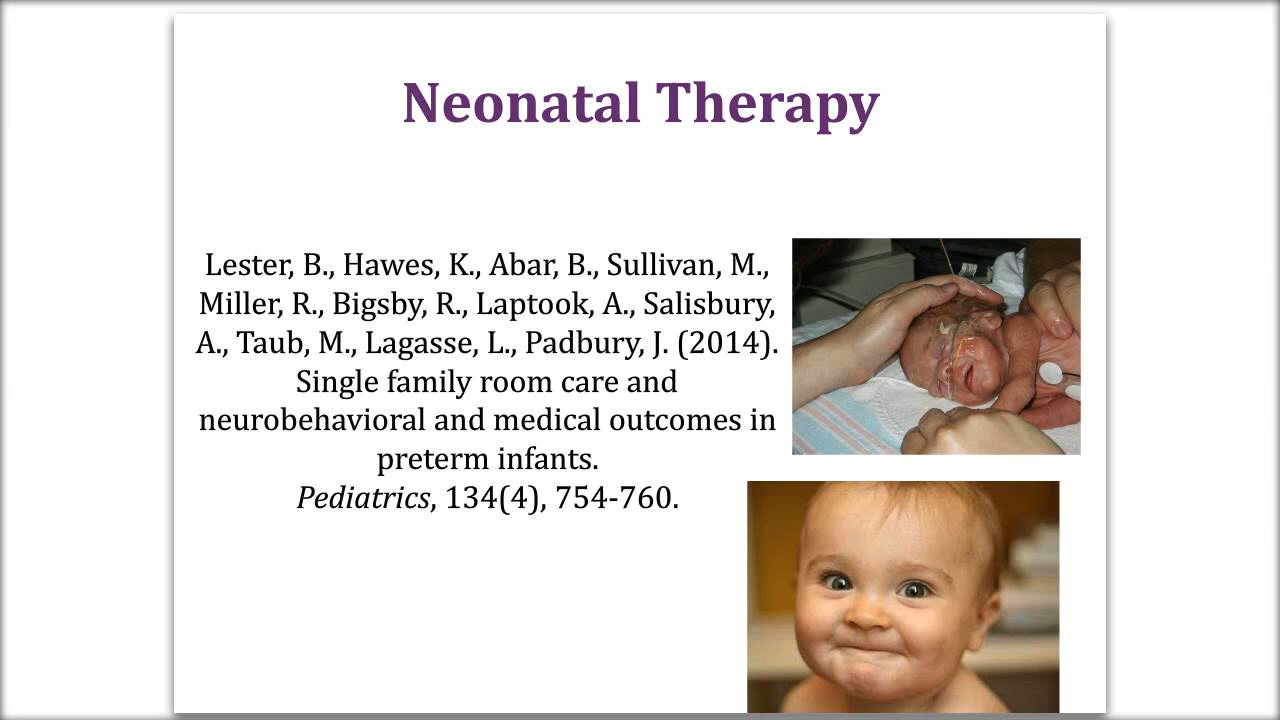 Neonatal Therapy
Lester, B., Hawes, K., Abar, B., Sullivan, M.,
Miller, R., Bigsby, R., Laptook, A., Salisbury,
A., Taub, M., Lagasse, L., Padbury, J. (2014).
Single family room care and
neurobehavioral and medical outcomes in
preterm infants.
Pediatrics, 134(4), 754-760.